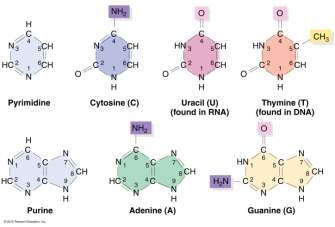 NH₂
O
O
H
C
4
N 3
5 CH
HC 2
6 CH
1
N
C
4
N 3
5 CH
C 2
6 CH
O
1
N
H
C
4
HN 3
5 CH
C 2
6 CH
O
1
N
H
C
4
HN 3
5 C
CH₃
C 2
6 CH
O
1
N
H
Pyrimidine
Cytosine (C)
Uracil (U)
(found in RNA)
Thymine (T)
(found in DNA)
H
C
6
N 1
5 C
N
7
HC 2
4 C
8 CH
3
N
9
N
H
NH₂
C
6
N 1
5 C
N
7
HC 2
4 C
8 CH
3
N
9
N
H
O
C
6
HN 1
5 C
N
7
H₂N
C 2
4 C
8 CH
3
N
9
N
H
Purine
Adenine (A)
Guanine (G)